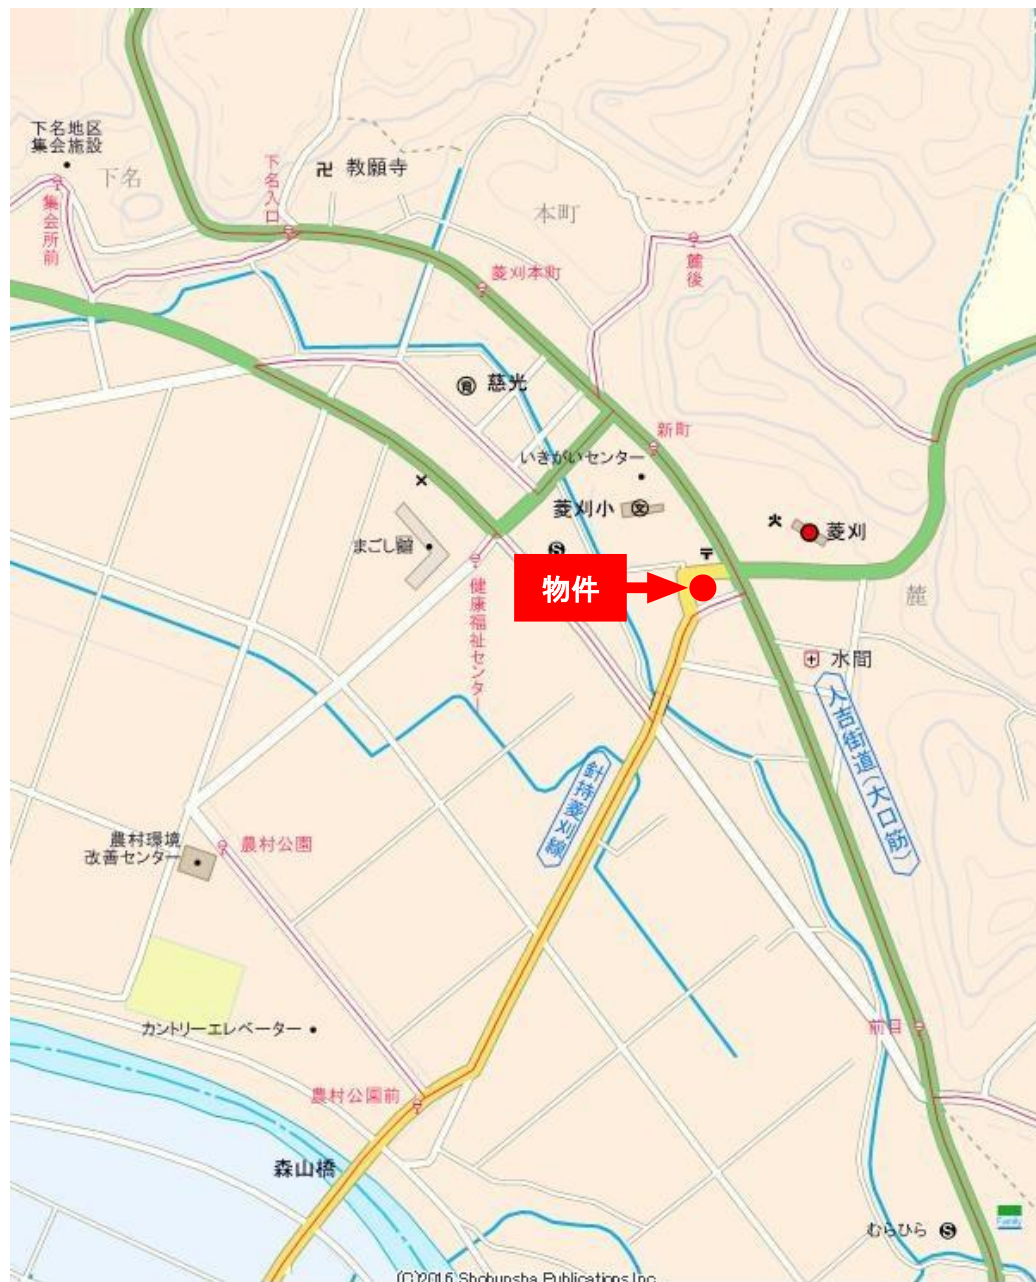 下名地区
集会施設
下名
集会所前
下名入口
卍 教願寺
本町
麓後
菱刈本町
慈光
新町
いきがいセンター
菱刈小
文
菱刈
まごし館
健康福祉センター
物件
麓
水間
人吉街道(大口筋)
針持菱刈線
農村環境
改善センター
農村公園
カントリーエレベーター
前目
農村公園前
森山橋
むらひら
Family
(C)2016 Shobunsha Publications,Inc.